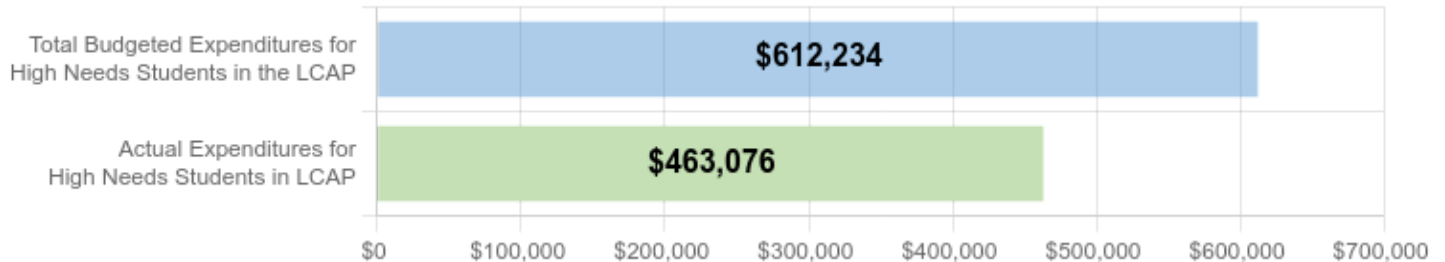 Total Budgeted Expenditures for
High Needs Students in the LCAP
$612,234
Actual Expenditures for
High Needs Students in LCAP
$463,076
$0 $100,000 $200,000 $300,000 $400,000 $500,000 $600,000 $700,000